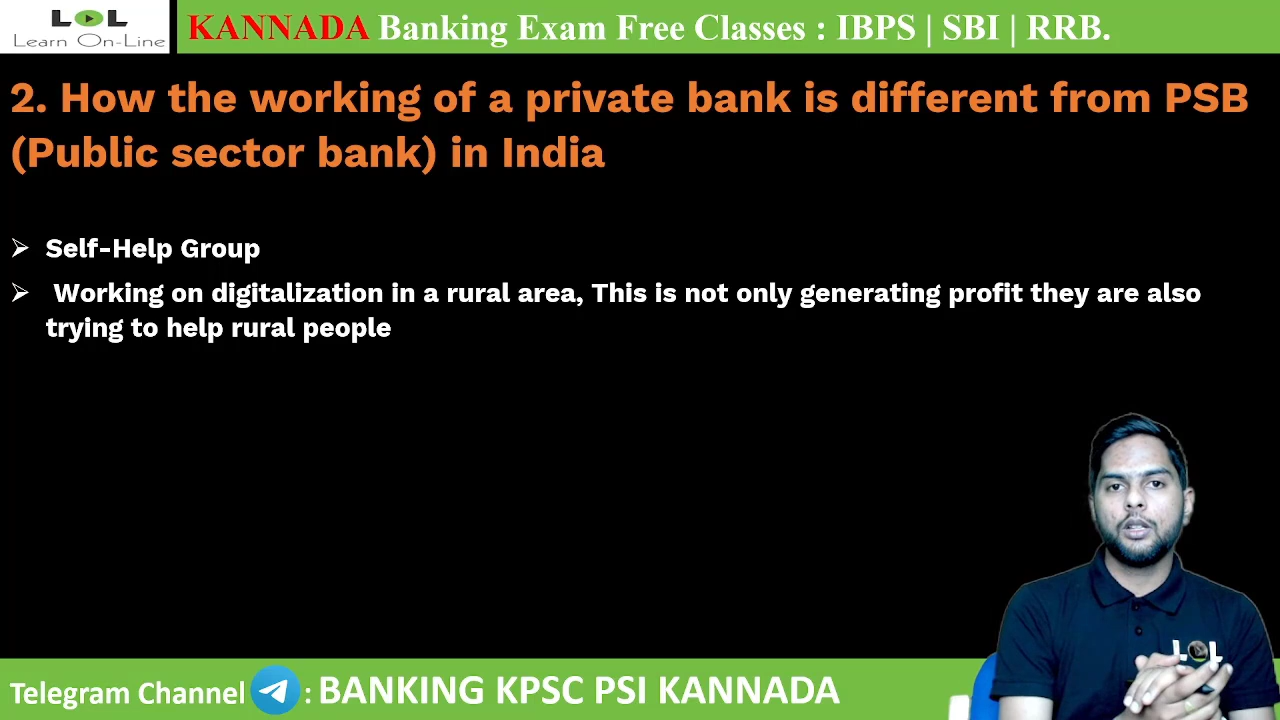 LOL
Learn On-Line
KANNADA Banking Exam Free Classes : IBPS | SBI | RRB.
2. How the working of a private bank is different from PSB
(Public sector bank) in India
➢ Self-Help Group
➢ Working on digitalization in a rural area, This is not only generating profit they are also
trying to help rural people
LOL
Telegram Channel : BANKING KPSC PSI KANNADA